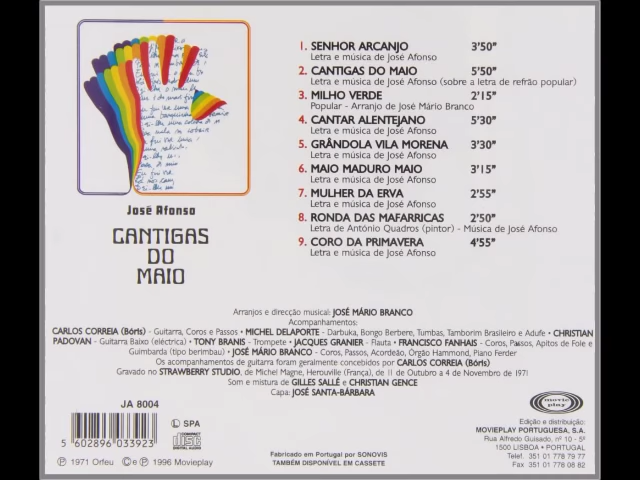 1. SENHOR ARCANJO 3'50"
Letra e música de José Afonso
2. CANTIGAS DO MAIO 5'50"
Letra e música de José Afonso (sobre a letra de refrão popular)
3. MILHO VERDE 2'15"
Popular - Arranjo de José Mário Branco
4. CANTAR ALENTEJANO 5'30"
Letra e música de José Afonso
5. GRÂNDOLA VILA MORENA 3'30"
Letra e música de José Afonso
6. MAIO MADURO MAIO 3'15"
Letra e música de José Afonso
7. MULHER DA ERVA 2'55"
Letra e música de José Afonso
8. RONDA DAS MAFARRICAS 2'50"
Letra de António Quadros (pintor) - Música de José Afonso
9. CORO DA PRIMAVERA 4'55"
Letra e música de José Afonso
José Afonso
CANTIGAS
DO
MAIO
Arranjos e direcção musical: JOSÉ MÁRIO BRANCO
Acompanhamentos:
CARLOS CORREIA (Bóris) - Guitarra, Coros e Passos • MICHEL DELAPORTE - Darbuka, Bongo Berbere, Tumbas, Tamborim Brasileiro e Adufe • CHRISTIAN
PADOVAN - Guitarra Baixo (eléctrica) • TONY BRANIS - Trompete • JACQUES GRANIER - Flauta • FRANCISCO FANHAIS - Coros, Passos, Apitos de Fole e
Guimbarda (tipo berimbau) • JOSÉ MÁRIO BRANCO - Coros, Passos, Acordeão, Órgão Hammond, Piano Ferder
Os acompanhamentos de guitarra foram geralmente concebidos por CARLOS CORREIA (Bóris)
Gravado no STRAWBERRY STUDIO, de Michel Magne, Herouville (França), de 11 de Outubro a 4 de Novembro de 1971
Som e mistura de GILLES SALLÉ e CHRISTIAN GENCE
Capa: JOSÉ SANTA-BÁRBARA
JA 8004
5 602896 033923
Ⓛ SPA
COMPACT
disc
DIGITAL AUDIO
Ⓟ 1971 Orfeu © e Ⓟ 1996 Movieplay
Fabricado em Portugal por SONOVIS
TAMBÉM DISPONÍVEL EM CASSETE
movie
play
Edição e distribuição:
MOVIEPLAY PORTUGUESA, S.A.
Rua Alfredo Guisado, nº 10 - 5º
1500 LISBOA • PORTUGAL
Tel. 351 01 778 79 77
Fax 351 01 778 08 82